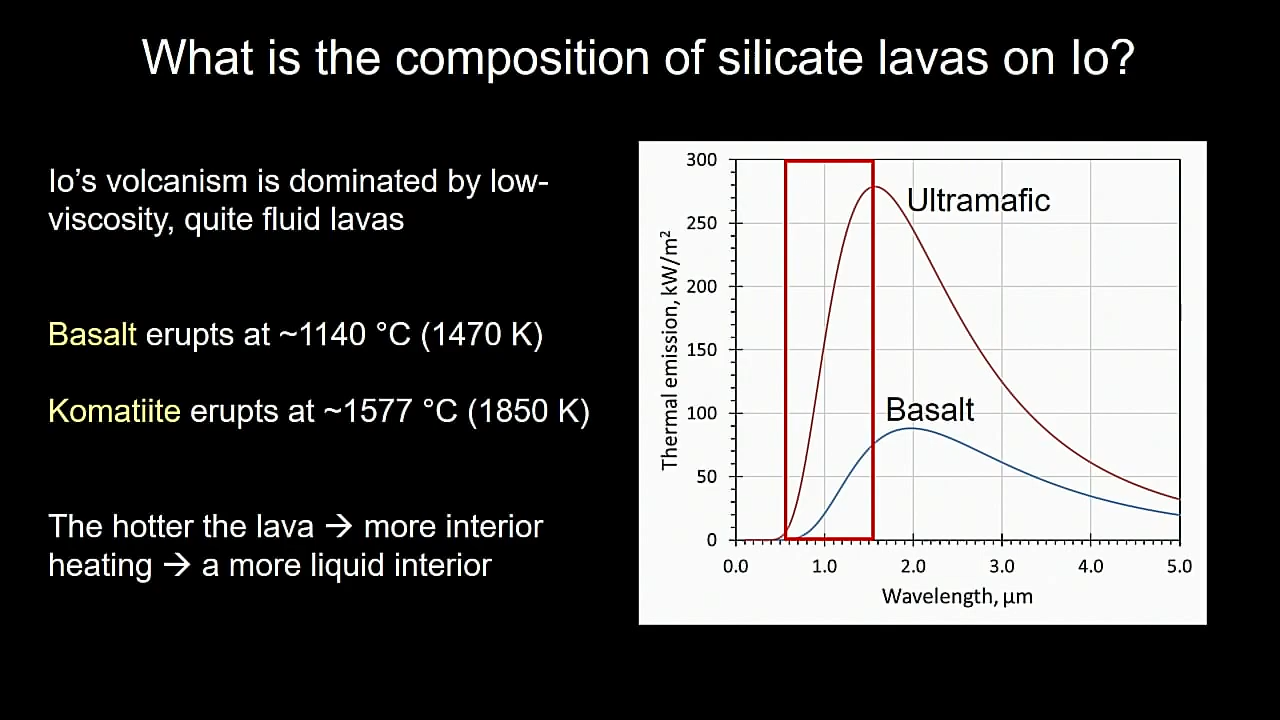 What is the composition of silicate lavas on Io?
Io’s volcanism is dominated by low-
viscosity, quite fluid lavas
Basalt erupts at ~1140 °C (1470 K)
Komatiite erupts at ~1577 °C (1850 K)
The hotter the lava → more interior
heating → a more liquid interior
Thermal emission, kW/m²
300
250
200
150
100
50
0
Ultramafic
Basalt
0.0 1.0 2.0 3.0 4.0 5.0
Wavelength, µm